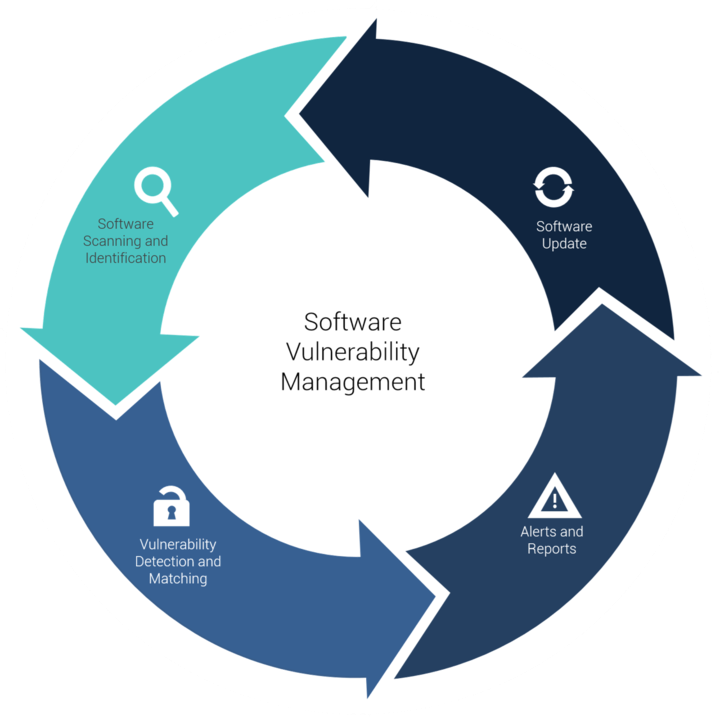 Software
Vulnerability
Management
Software
Scanning and
Identification
Vulnerability
Detection and
Matching
Alerts and
Reports
Software
Update